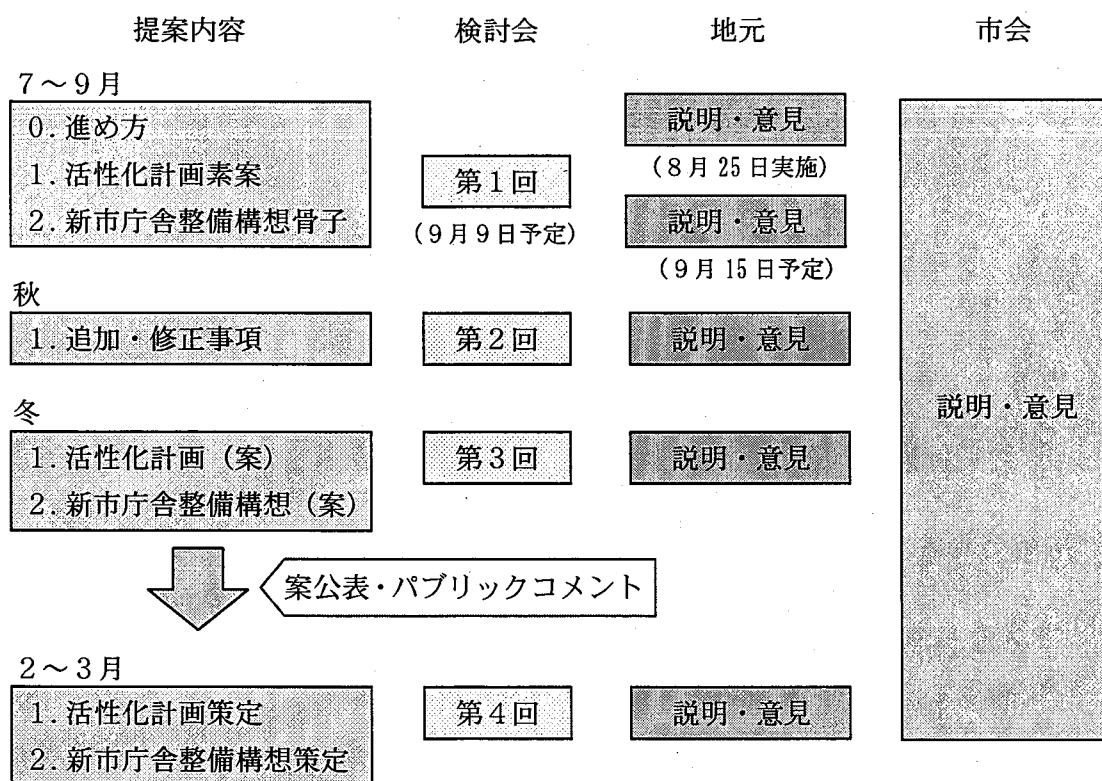 提案内容 検討会 地元 市会
7～9月
0. 進め方
1. 活性化計画素案
2. 新市庁舎整備構想骨子
第1回
(9月9日予定)
説明・意見
(8月25日実施)
説明・意見
(9月15日予定)
秋
1. 追加・修正事項
第2回
説明・意見
冬
1. 活性化計画（案）
2. 新市庁舎整備構想（案）
第3回
説明・意見
説明・意見
案公表・パブリックコメント
2～3月
1. 活性化計画策定
2. 新市庁舎整備構想策定
第4回
説明・意見